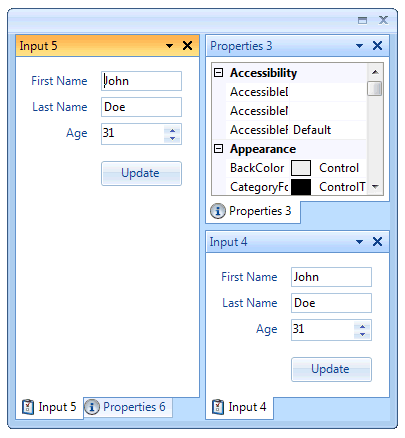 Input 5
First Name John
Last Name Doe
Age 31
Update
Input 5 Properties 6
Properties 3
Accessibility
AccessibleI
AccessibleI
AccessibleI Default
Appearance
BackColor Control
CategoryFo ControlT
Properties 3
Input 4
First Name John
Last Name Doe
Age 31
Update
Input 4